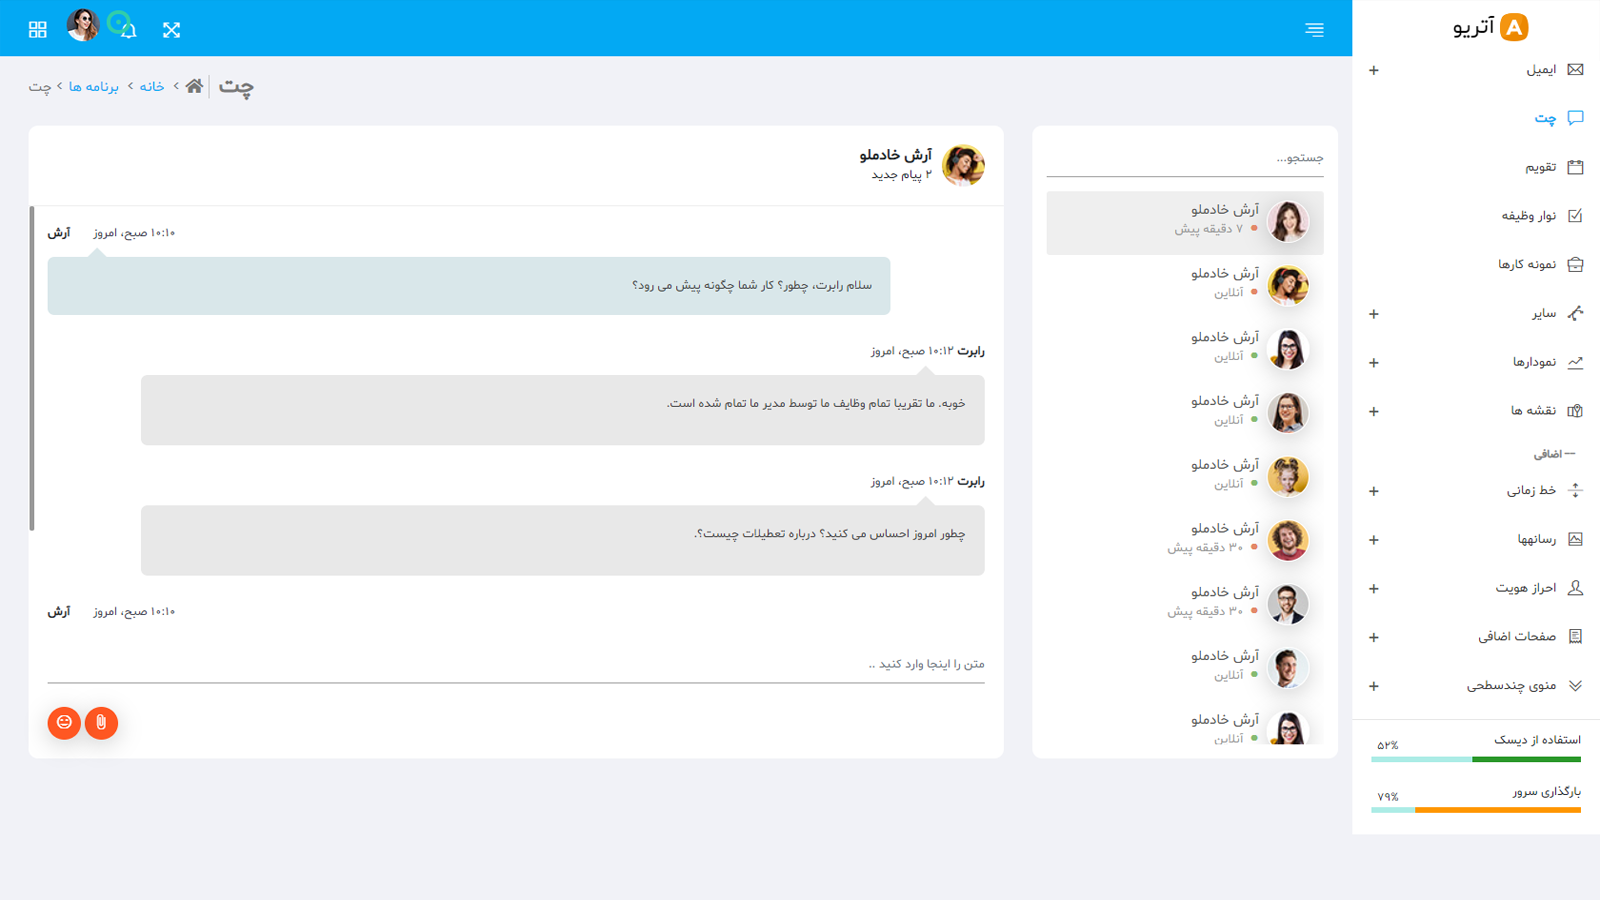 آتریو
ایمیل
چت
تقویم
نوار وظیفه
نمونه کارها
سایر
نمودارها
نقشه ها
— اضافی
خط زمانی
رسانهها
احراز هویت
صفحات اضافی
منوی چندسطحی
استفاده از دیسک
۵۲%
بارگذاری سرور
۷۹%
چت
خانه > برنامه ها > چت
جستجو...
آرش خادملو
۷ دقیقه پیش
آرش خادملو
آنلاین
آرش خادملو
آنلاین
آرش خادملو
آنلاین
آرش خادملو
آنلاین
آرش خادملو
۳۰ دقیقه پیش
آرش خادملو
۳۰ دقیقه پیش
آرش خادملو
آنلاین
آرش خادملو
آنلاین
آرش خادملو
۲ پیام جدید
۱۰:۱۰ صبح، امروز آرش
سلام رابرت، چطور؟ کار شما چگونه پیش می رود؟
رابرت ۱۰:۱۲ صبح، امروز
خوبه. ما تقریبا تمام وظایف ما توسط مدیر ما تمام شده است.
رابرت ۱۰:۱۲ صبح، امروز
چطور امروز احساس می کنید؟ درباره تعطیلات چیست؟.
۱۰:۱۰ صبح، امروز آرش
متن را اینجا وارد کنید ..